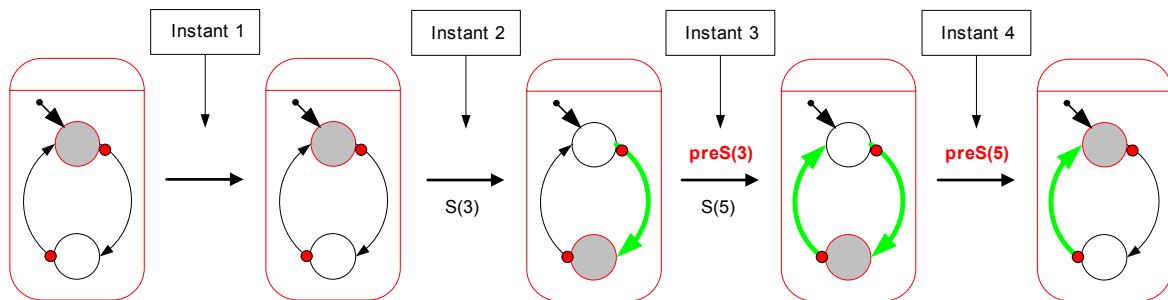 Instant 1
Instant 2
Instant 3
Instant 4
preS(3)
preS(5)
S(3)
S(5)